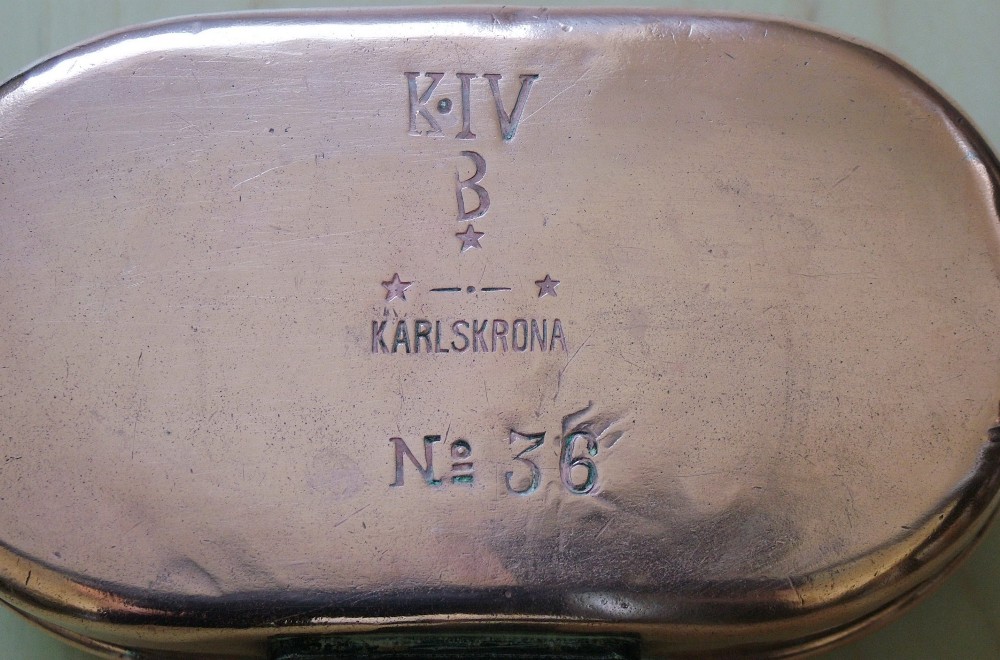 K·IV
B
★
★ —·— ★
KARLSKRONA
№ 36